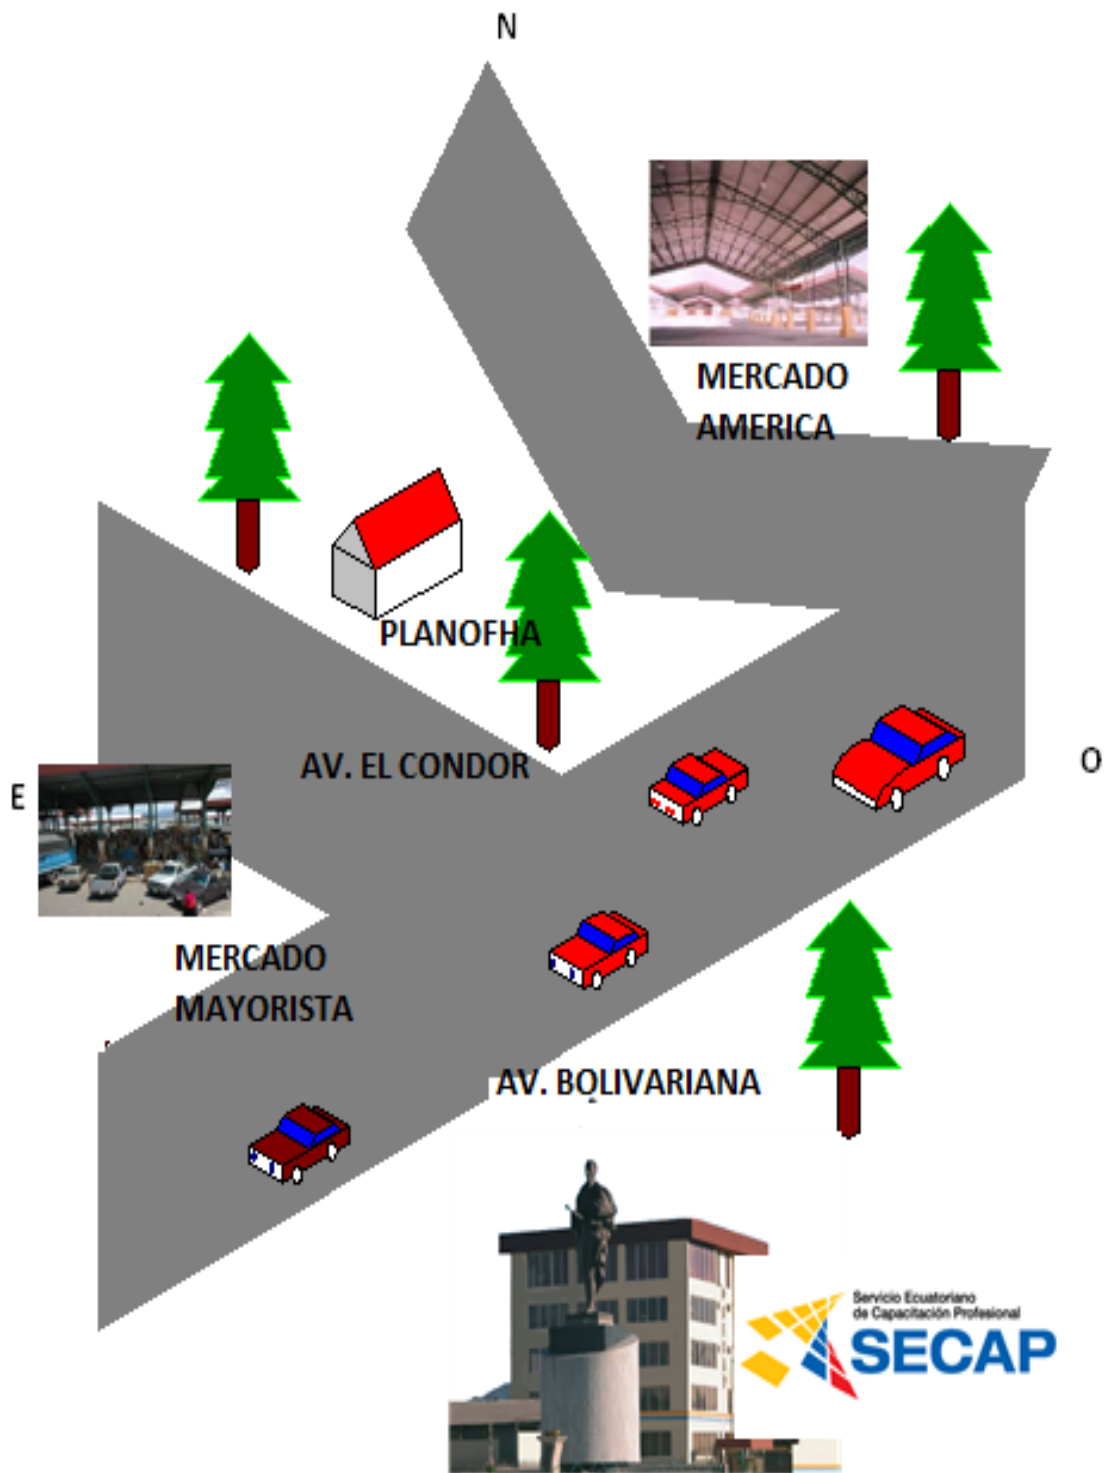 N
MERCADO
AMERICA
PLANOFHA
AV. EL CONDOR
E
O
MERCADO
MAYORISTA
AV. BOLIVARIANA
Servicio Ecuatoriano
de Capacitación Profesional
SECAP